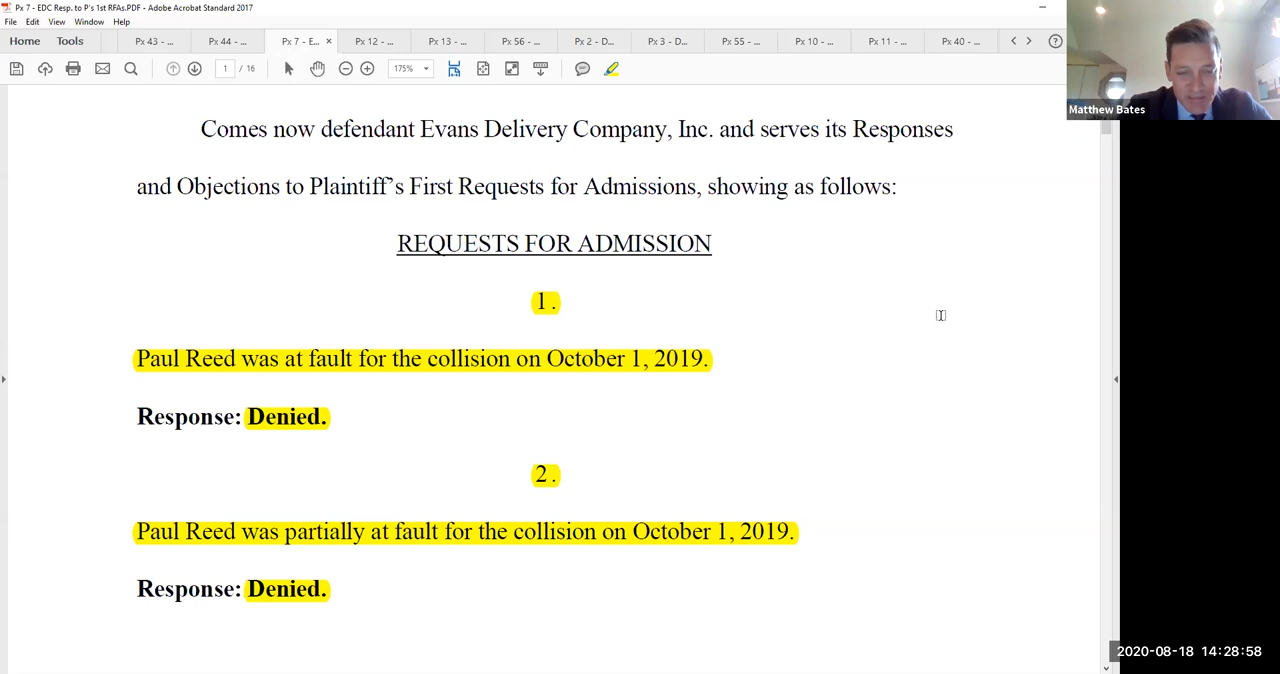 Px 7 - EDC Resp. to P's 1st RFAs.PDF - Adobe Acrobat Standard 2017
File Edit View Window Help
Home Tools Px 43 - ... Px 44 - ... Px 7 - E... × Px 12 - ... Px 13 - ... Px 56 - ... Px 2 - D... Px 3 - D... Px 55 - ... Px 10 - ... Px 11 - ... Px 40 - ...
1 / 16 175%
Matthew Bates
Comes now defendant Evans Delivery Company, Inc. and serves its Responses
and Objections to Plaintiff’s First Requests for Admissions, showing as follows:
REQUESTS FOR ADMISSION
1.
Paul Reed was at fault for the collision on October 1, 2019.
Response: Denied.
2.
Paul Reed was partially at fault for the collision on October 1, 2019.
Response: Denied.
2020-08-18 14:28:58